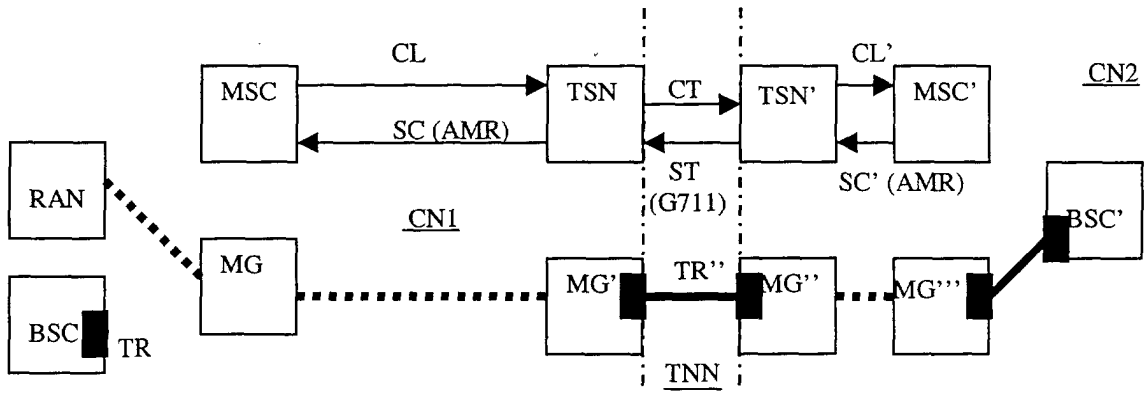 CL
CL'
CN2
MSC
TSN
CT
TSN'
MSC'
SC (AMR)
ST
(G711)
SC' (AMR)
RAN
CN1
BSC'
MG
MG'
TR''
MG''
MG'''
BSC
TR
TNN